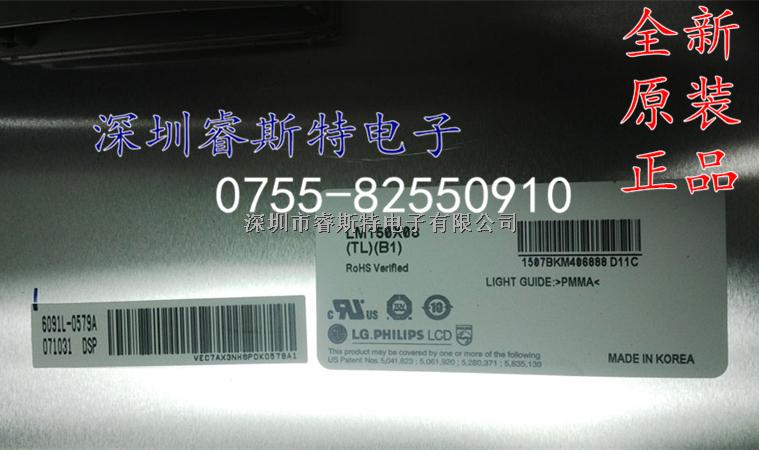 全新
原装
正品
深圳睿斯特电子
0755-82550910
深圳市睿斯特电子有限公司
LM150X08
(TL)(B1)
RoHS Verified
1507BKM406888 D11C
LIGHT GUIDE:>PMMA<
LG.PHILIPS LCD
This product may be covered by one or more of the following
US Patent Nos. 5,041,823 ; 5,061,920 ; 5,280,371 ; 5,835,139
MADE IN KOREA
6091L-0579A
071031 DSP
VEC7AX3NH8PDK0579A1